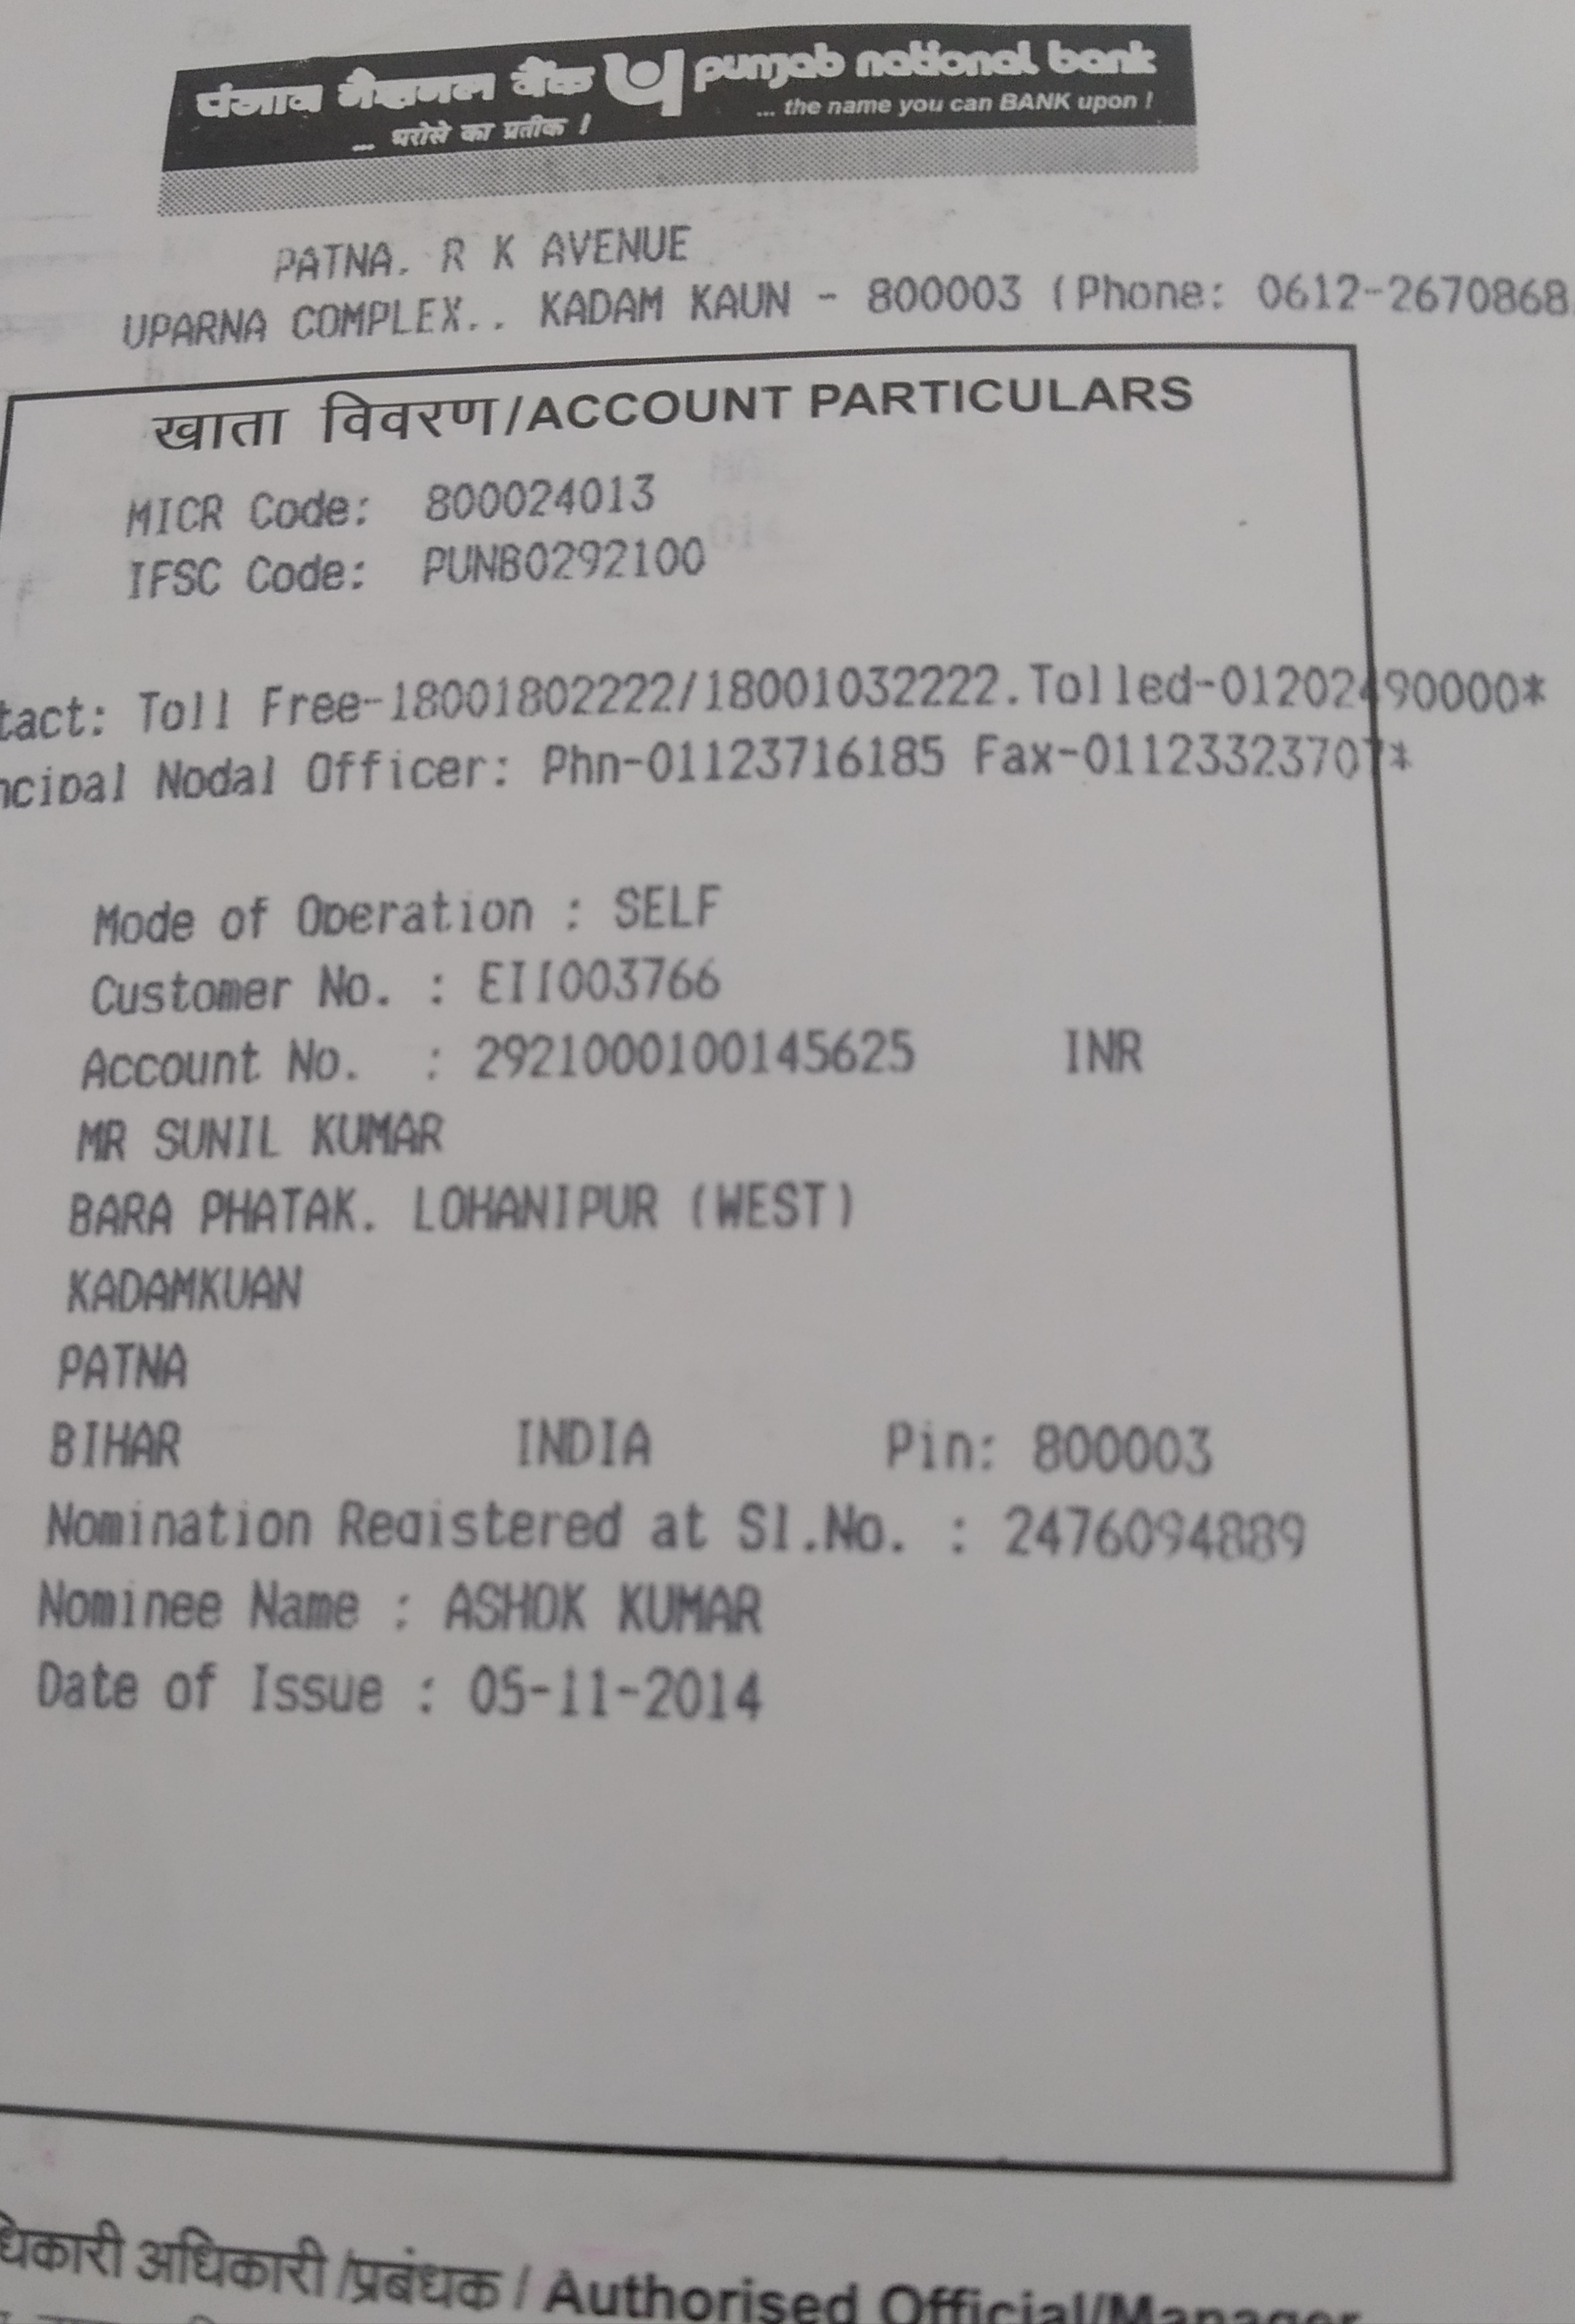 पंजाब नैशनल बैंक punjab national bank
... भरोसे का प्रतीक ! ... the name you can BANK upon !
PATNA. R K AVENUE
UPARNA COMPLEX.. KADAM KAUN - 800003 (Phone: 0612-2670868
खाता विवरण/ACCOUNT PARTICULARS
MICR Code: 800024013
IFSC Code: PUNB0292100
tact: Toll Free-18001802222/18001032222.Tolled-01202490000*
ncipal Nodal Officer: Phn-01123716185 Fax-01123323707*
Mode of Operation : SELF
Customer No. : EII003766
Account No. : 2921000100145625 INR
MR SUNIL KUMAR
BARA PHATAK. LOHANIPUR (WEST)
KADAMKUAN
PATNA
BIHAR INDIA Pin: 800003
Nomination Registered at Sl.No. : 2476094889
Nominee Name : ASHOK KUMAR
Date of Issue : 05-11-2014
धिकारी अधिकारी/प्रबंधक / Authorised Official/Manager